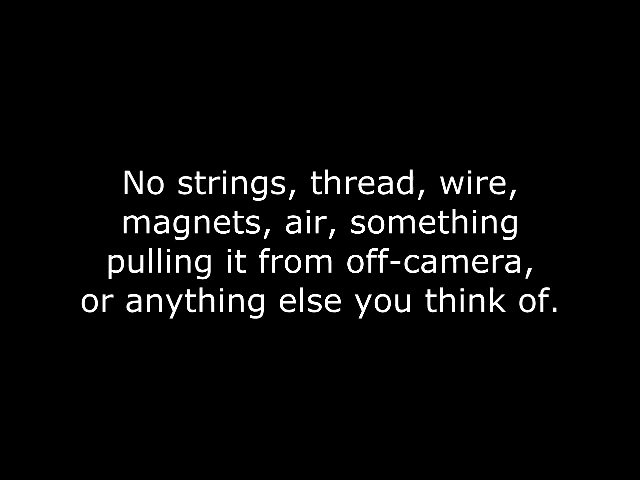 No strings, thread, wire,
magnets, air, something
pulling it from off-camera,
or anything else you think of.